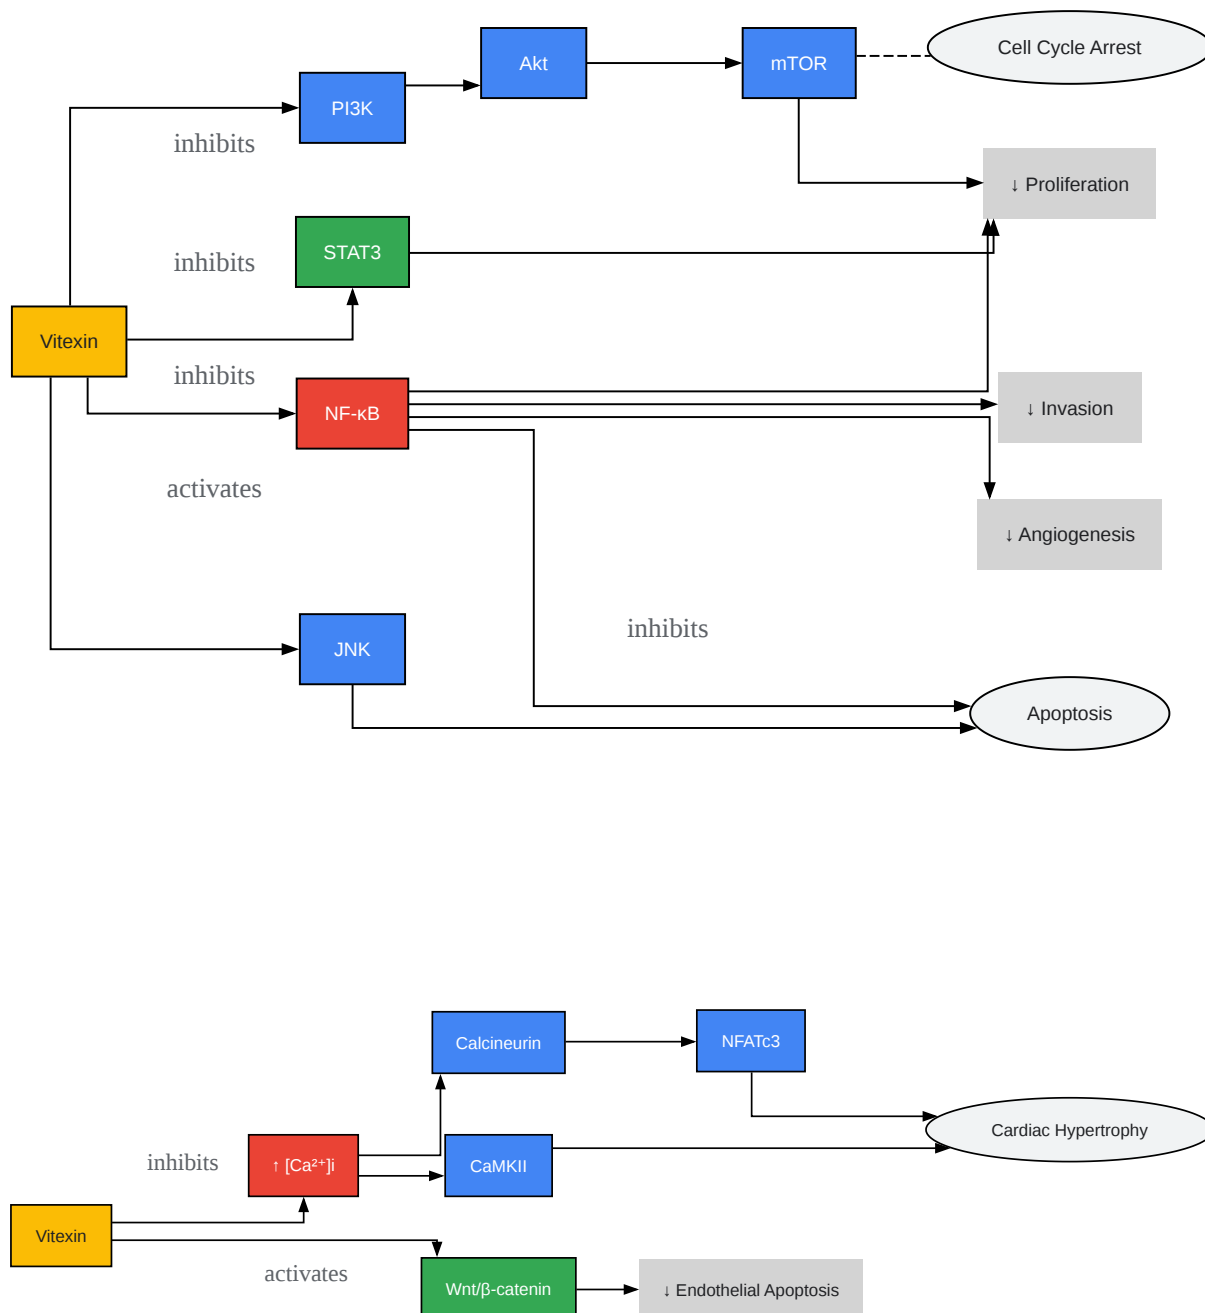 Cell Cycle Arrest
Akt
mTOR
PI3K
inhibits
↓ Proliferation
STAT3
inhibits
Vitexin
inhibits
NF-κB
↓ Invasion
activates
↓ Angiogenesis
inhibits
JNK
Apoptosis
Calcineurin
NFATc3
Cardiac Hypertrophy
inhibits
↑ [Ca²⁺]i
CaMKII
Vitexin
activates
Wnt/β-catenin
↓ Endothelial Apoptosis